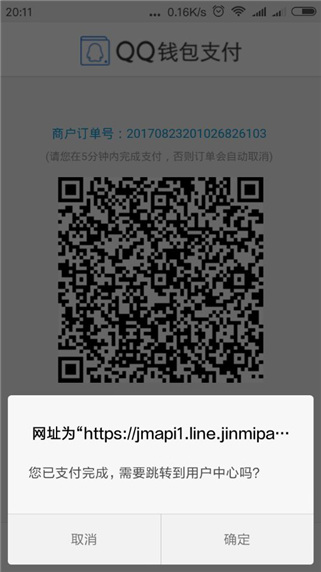 20:11
... 0.16K/s
QQ钱包支付
商户订单号：20170823201026826103
(请您在5分钟内完成支付，否则订单会自动取消)
网址为“https://jmapi1.line.jinmipa…
您已支付完成，需要跳转到用户中心吗?
取消
确定